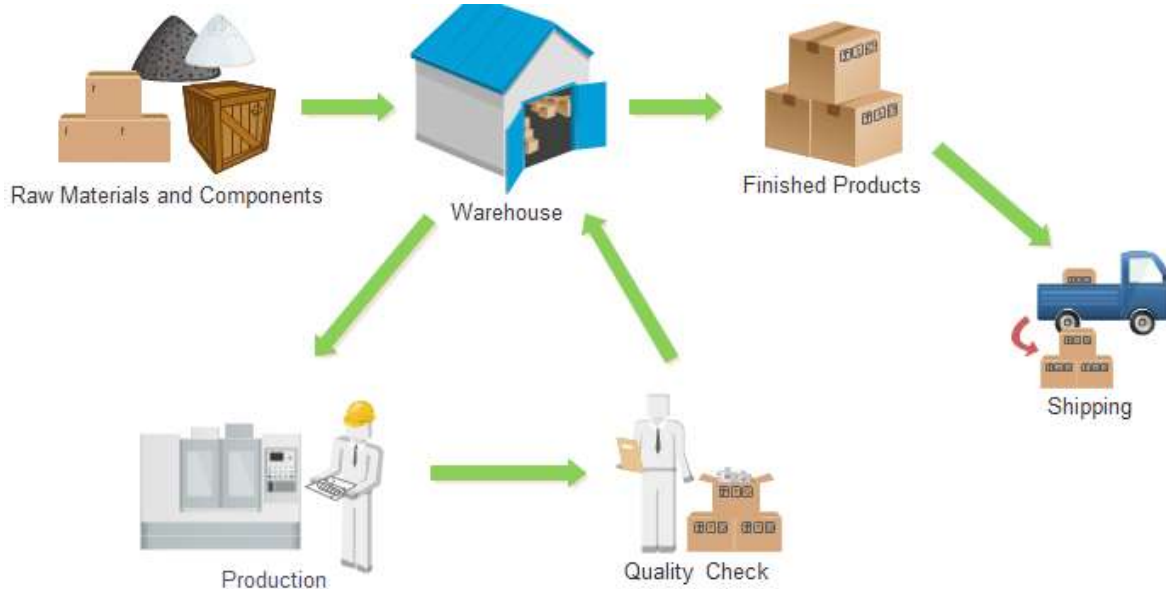 Raw Materials and Components
Warehouse
Finished Products
Shipping
Production
Quality Check